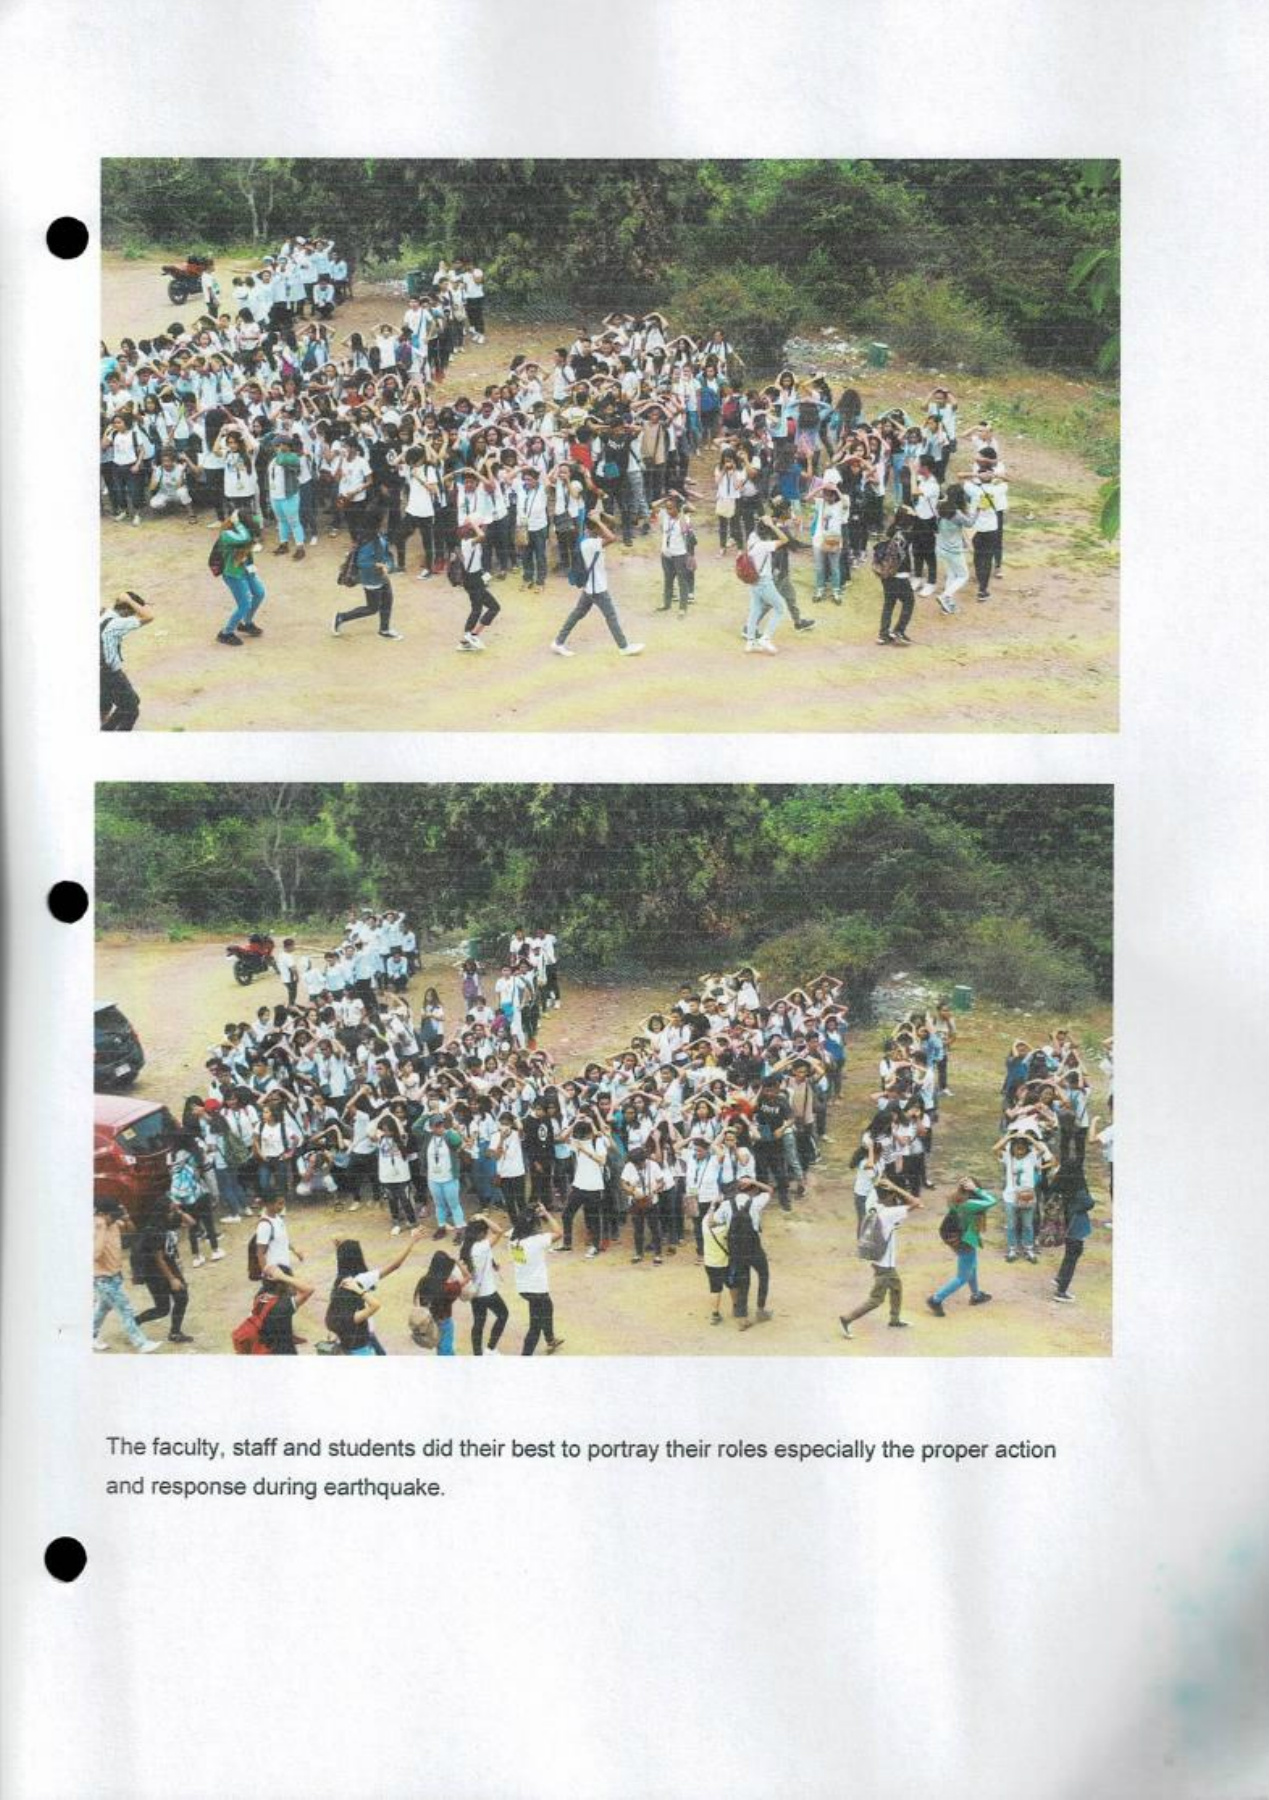 The faculty, staff and students did their best to portray their roles especially the proper action
and response during earthquake.